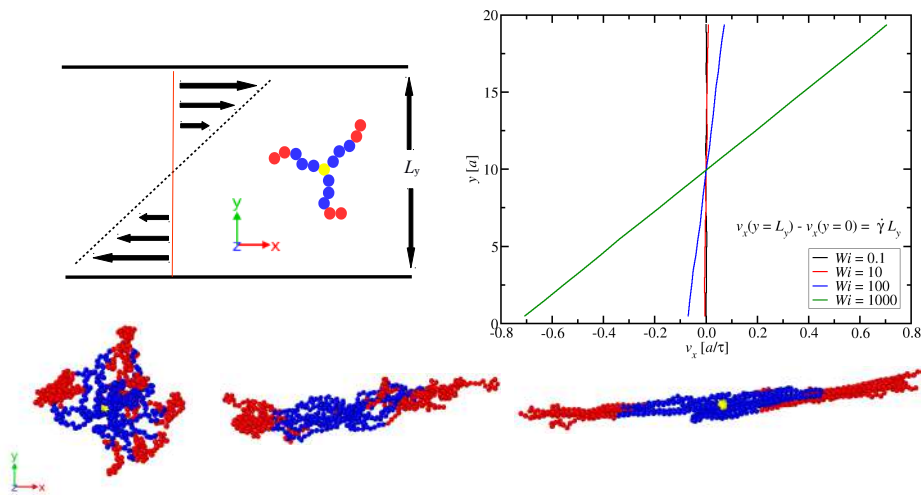 L_y
y
z
x
20
15
10
5
0
y [a]
v_x(y = L_y) - v_x(y = 0) = γ̇ L_y
Wi = 0.1
Wi = 10
Wi = 100
Wi = 1000
-0.8 -0.6 -0.4 -0.2 0.0 0.2 0.4 0.6 0.8
v_x [a/τ]
y
z
x